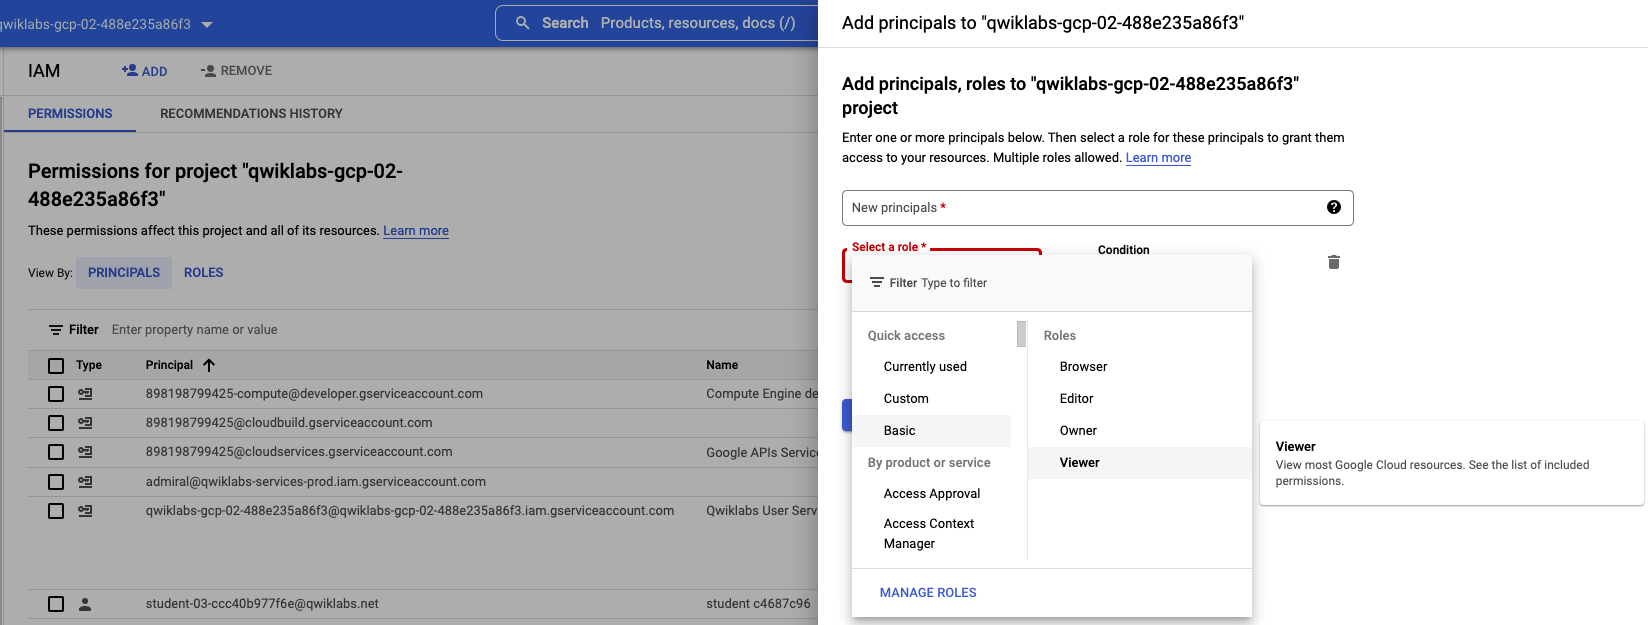 qwiklabs-gcp-02-488e235a86f3
Search Products, resources, docs (/)
IAM
ADD
REMOVE
PERMISSIONS
RECOMMENDATIONS HISTORY
Permissions for project "qwiklabs-gcp-02-
488e235a86f3"
These permissions affect this project and all of its resources. Learn more
View By: PRINCIPALS ROLES
Filter Enter property name or value
Type Principal Name
898198799425-compute@developer.gserviceaccount.com Compute Engine de
898198799425@cloudbuild.gserviceaccount.com
898198799425@cloudservices.gserviceaccount.com Google APIs Service
admiral@qwiklabs-services-prod.iam.gserviceaccount.com
qwiklabs-gcp-02-488e235a86f3@qwiklabs-gcp-02-488e235a86f3.iam.gserviceaccount.com Qwiklabs User Serv
student-03-ccc40b977f6e@qwiklabs.net student c4687c96
Add principals to "qwiklabs-gcp-02-488e235a86f3"
Add principals, roles to "qwiklabs-gcp-02-488e235a86f3"
project
Enter one or more principals below. Then select a role for these principals to grant them
access to your resources. Multiple roles allowed. Learn more
New principals *
Select a role *
Condition
Filter Type to filter
Quick access
Currently used
Custom
Basic
By product or service
Access Approval
Access Context
Manager
Roles
Browser
Editor
Owner
Viewer
MANAGE ROLES
Viewer
View most Google Cloud resources. See the list of included
permissions.